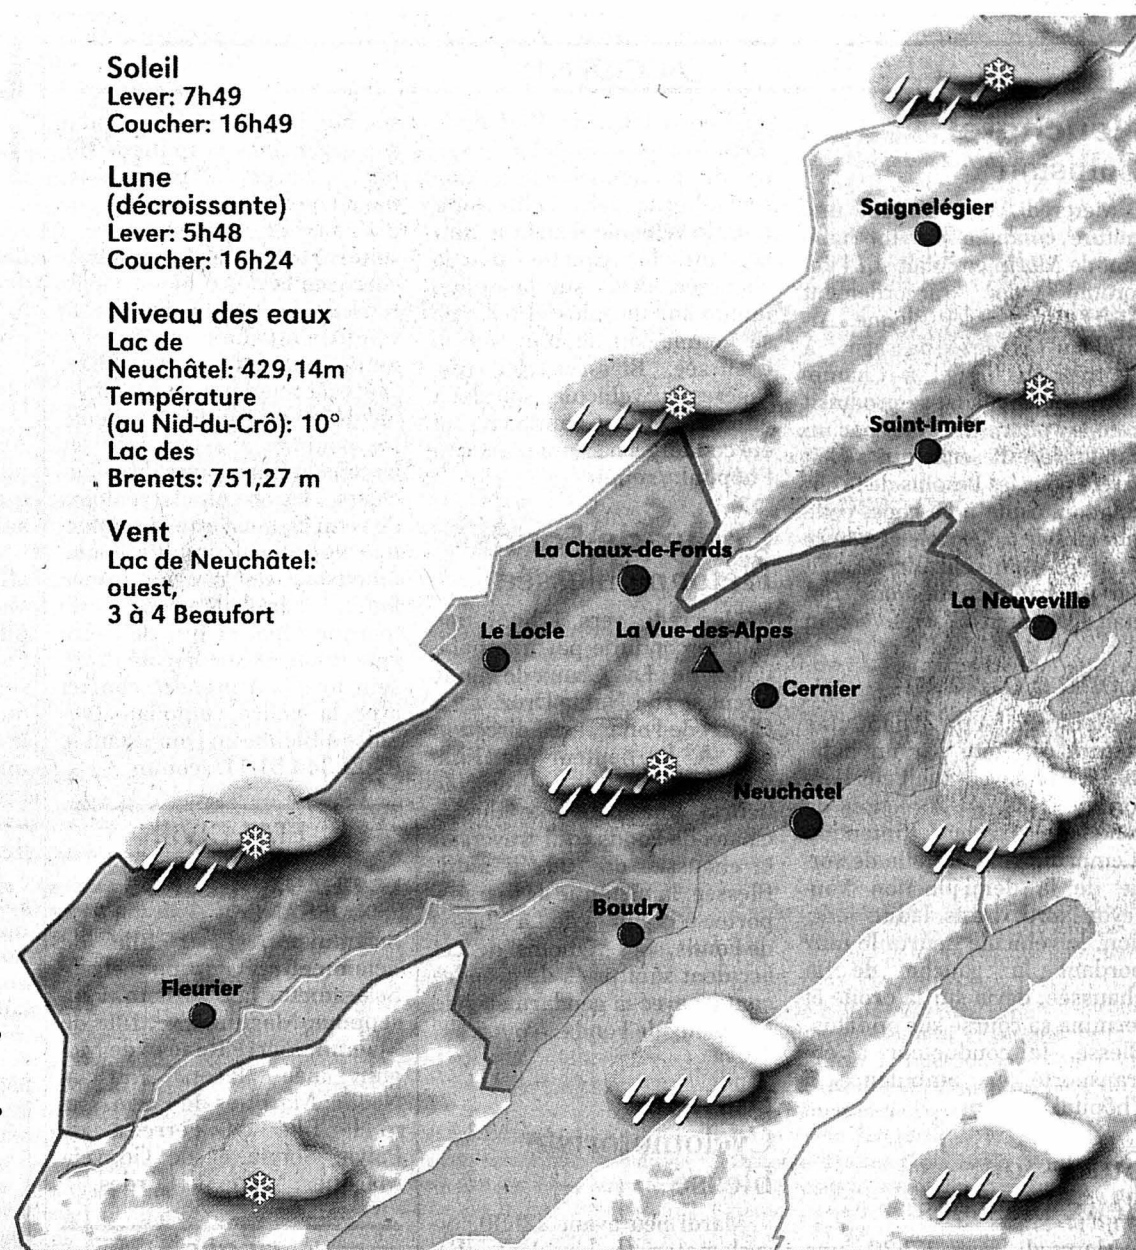 Soleil
Lever: 7h49
Coucher: 16h49
Lune
(décroissante)
Lever: 5h48
Coucher: 16h24
Niveau des eaux
Lac de
Neuchâtel: 429,14m
Température
(au Nid-du-Crô): 10°
Lac des
Brenets: 751,27 m
Vent
Lac de Neuchâtel:
ouest,
3 à 4 Beaufort
Saignelégier
Saint-Imier
La Chaux-de-Fonds
La Neuveville
Le Locle
La Vue-des-Alpes
Cernier
Neuchâtel
Boudry
Fleurier